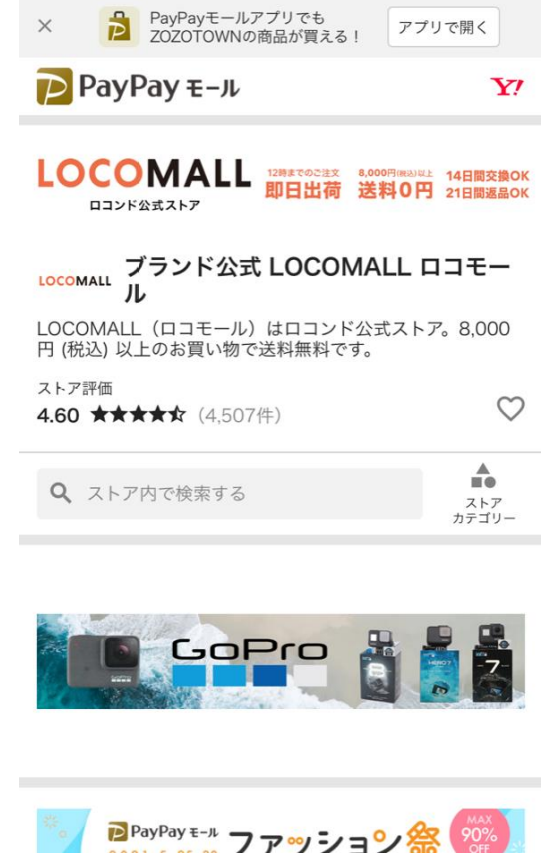 PayPayモールアプリでも
ZOZOTOWNの商品が買える！
アプリで開く
PayPay モール
Y!
LOCOMALL
ロコンド公式ストア
12時までのご注文
即日出荷
8,000円(税込)以上
送料0円
14日間交換OK
21日間返品OK
LOCOMALL
ブランド公式 LOCOMALL ロコモー
ル
LOCOMALL（ロコモール）はロコンド公式ストア。8,000
円 (税込) 以上のお買い物で送料無料です。
ストア評価
4.60 ★★★★ （4,507件）
ストア内で検索する
ストア
カテゴリー
GoPro
HERO7
7
PayPay モール
ファッション祭
MAX
90%
OFF